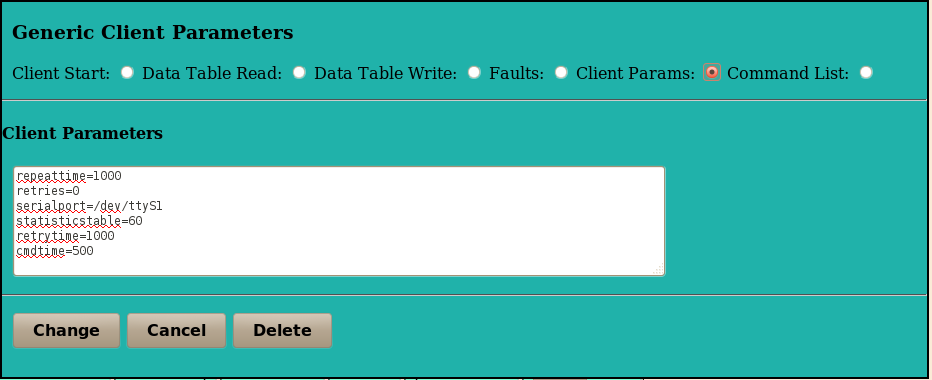 Generic Client Parameters
Client Start: Data Table Read: Data Table Write: Faults: Client Params: Command List:
Client Parameters
repeattime=1000
retries=0
serialport=/dev/ttyS1
statisticstable=60
retrytime=1000
cmdtime=500
Change Cancel Delete